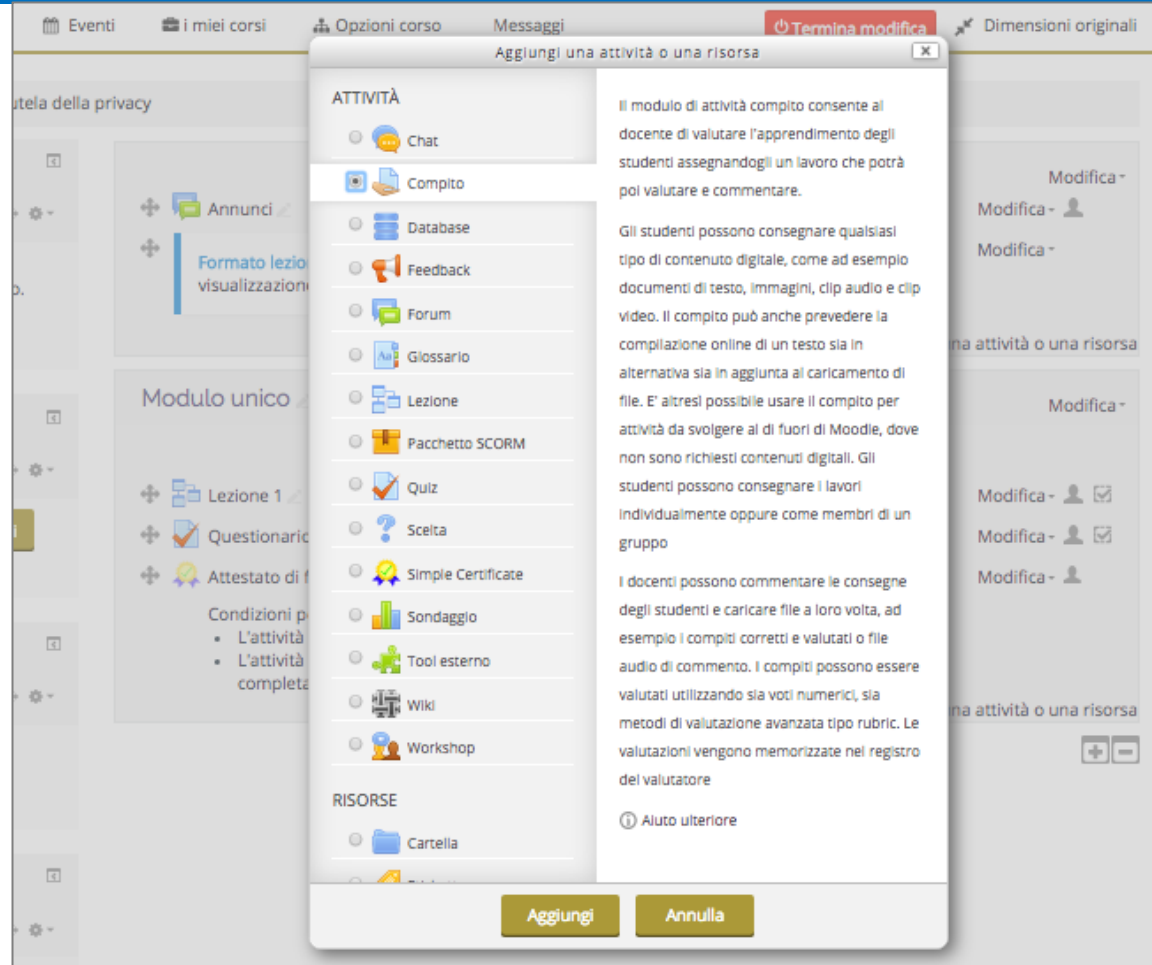 Eventi i miei corsi Opzioni corso Messaggi Termina modifica Dimensioni originali
Aggiungi una attività o una risorsa
utela della privacy
Modifica
Annunci
Modifica
Formato lezio
visualizzazion
Modifica
o.
na attività o una risorsa
Modulo unico
Modifica
Lezione 1
Modifica
Questionario
Modifica
Attestato di f
Modifica
Condizioni p
• L'attività
• L'attività
completa
na attività o una risorsa
ATTIVITÀ
Chat
Compito
Database
Feedback
Forum
Glossario
Lezione
Pacchetto SCORM
Quiz
Scelta
Simple Certificate
Sondaggio
Tool esterno
Wiki
Workshop
RISORSE
Cartella
Il modulo di attività compito consente al
docente di valutare l'apprendimento degli
studenti assegnandogli un lavoro che potrà
poi valutare e commentare.
Gli studenti possono consegnare qualsiasi
tipo di contenuto digitale, come ad esempio
documenti di testo, immagini, clip audio e clip
video. Il compito può anche prevedere la
compilazione online di un testo sia in
alternativa sia in aggiunta al caricamento di
file. E' altresì possibile usare il compito per
attività da svolgere al di fuori di Moodle, dove
non sono richiesti contenuti digitali. Gli
studenti possono consegnare i lavori
individualmente oppure come membri di un
gruppo
I docenti possono commentare le consegne
degli studenti e caricare file a loro volta, ad
esempio i compiti corretti e valutati o file
audio di commento. I compiti possono essere
valutati utilizzando sia voti numerici, sia
metodi di valutazione avanzata tipo rubric. Le
valutazioni vengono memorizzate nel registro
del valutatore
Aiuto ulteriore
Aggiungi Annulla